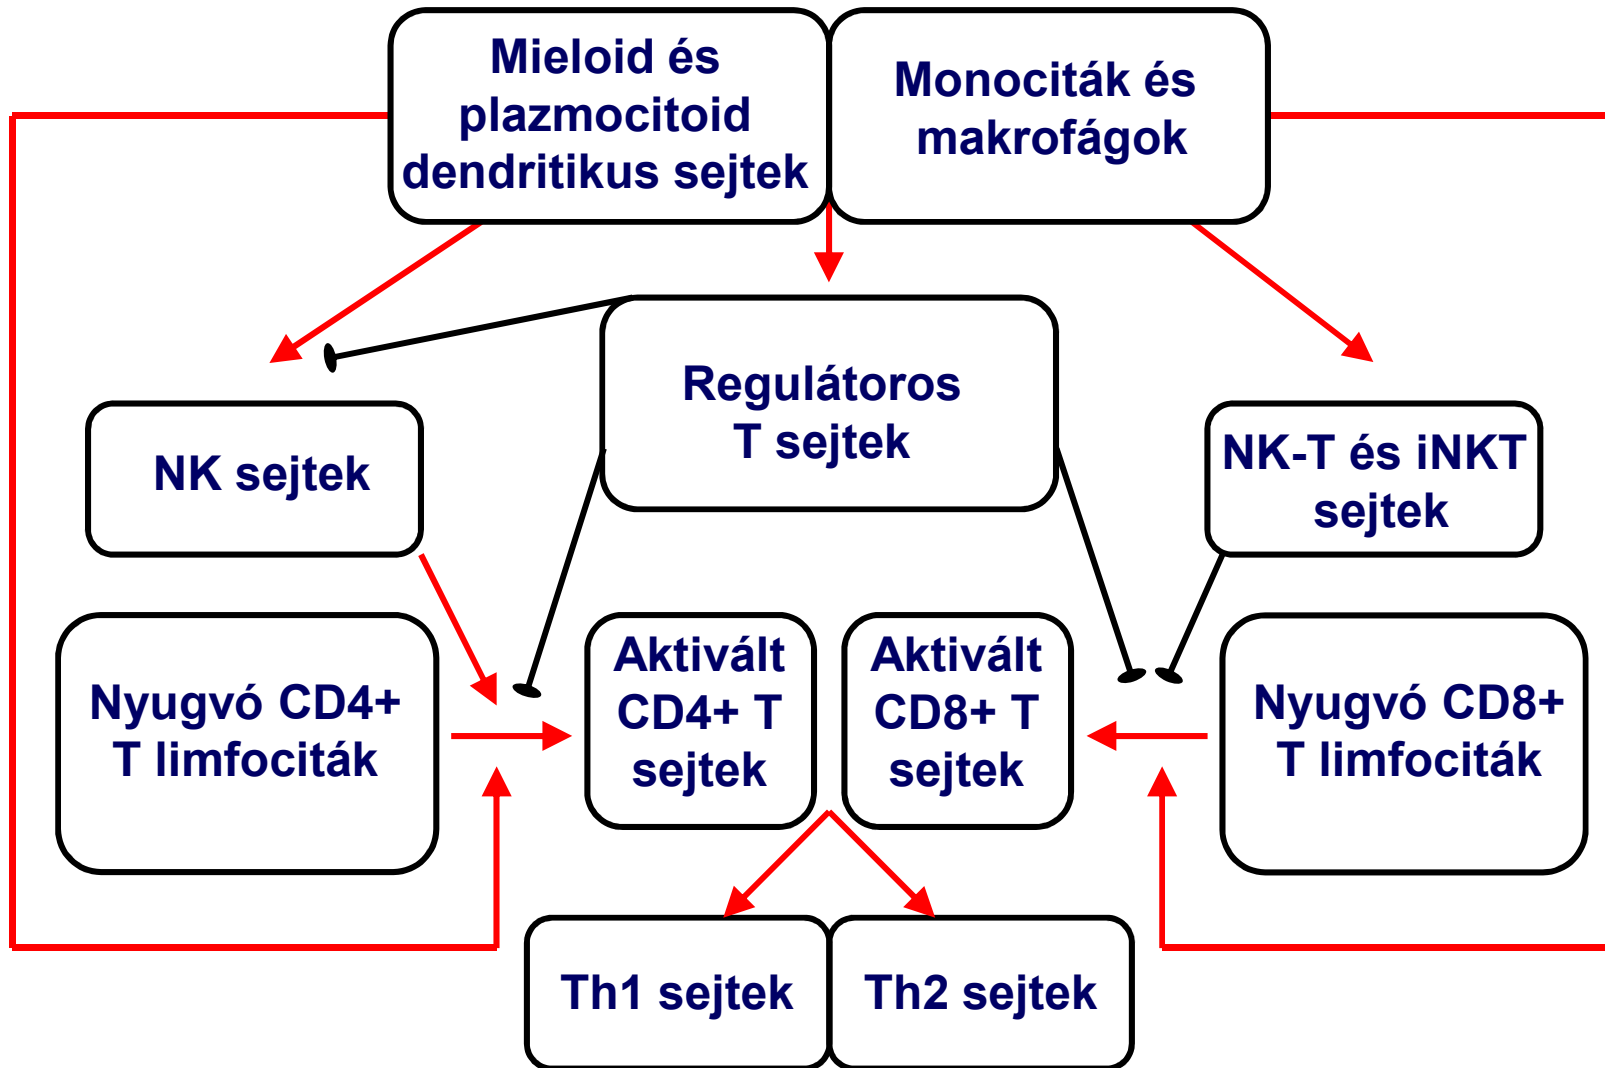 Mieloid és
plazmocitoid
dendritikus sejtek
Monociták és
makrofágok
Regulátoros
T sejtek
NK sejtek
NK-T és iNKT
sejtek
Nyugvó CD4+
T limfociták
Aktivált
CD4+ T
sejtek
Aktivált
CD8+ T
sejtek
Nyugvó CD8+
T limfociták
Th1 sejtek
Th2 sejtek